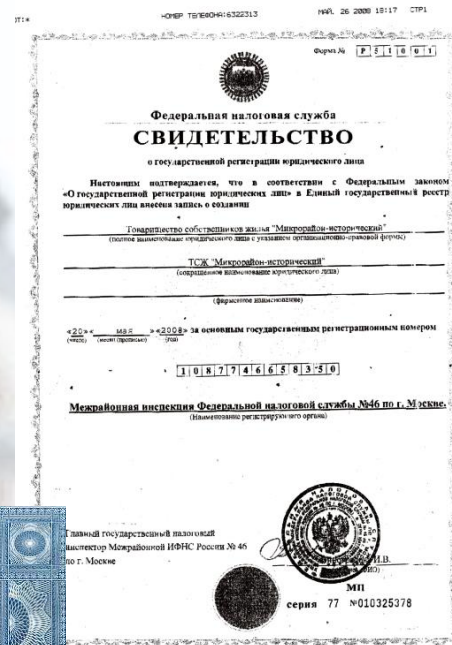 НОМЕР ТЕЛЕФОНА:6322313 МАЙ. 26 2008 18:17 СТР1
Форма № Р 5 1 0 0 1
Федеральная налоговая служба
СВИДЕТЕЛЬСТВО
о государственной регистрации юридического лица
Настоящим подтверждается, что в соответствии с Федеральным законом
«О государственной регистрации юридических лиц» в Единый государственный реестр
юридических лиц внесена запись о создании
Товарищество собственников жилья "Микрорайон-исторический"
(полное наименование юридического лица с указанием организационно-правовой формы)
ТСЖ "Микрорайон-исторический"
(сокращенное наименование юридического лица)
(фирменное наименование)
«20» « мая » «2008» за основным государственным регистрационным номером
(число) (месяц прописью) (год)
1 0 8 7 7 4 6 6 5 8 3 5 0
Межрайонная инспекция Федеральной налоговой службы №46 по г. Москве.
(Наименование регистрирующего органа)
Главный государственный налоговый
инспектор Межрайонной ИФНС России № 46
по г. Москве
И.В.
МП
серия 77 №010325378